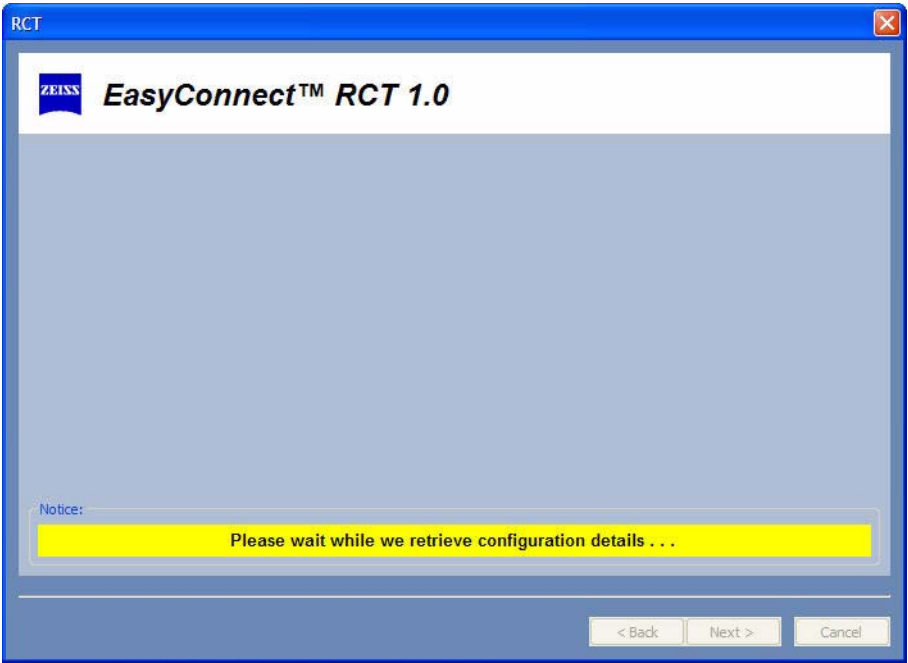 RCT
ZEISS
EasyConnect™ RCT 1.0
Notice:
Please wait while we retrieve configuration details . . .
< Back Next > Cancel